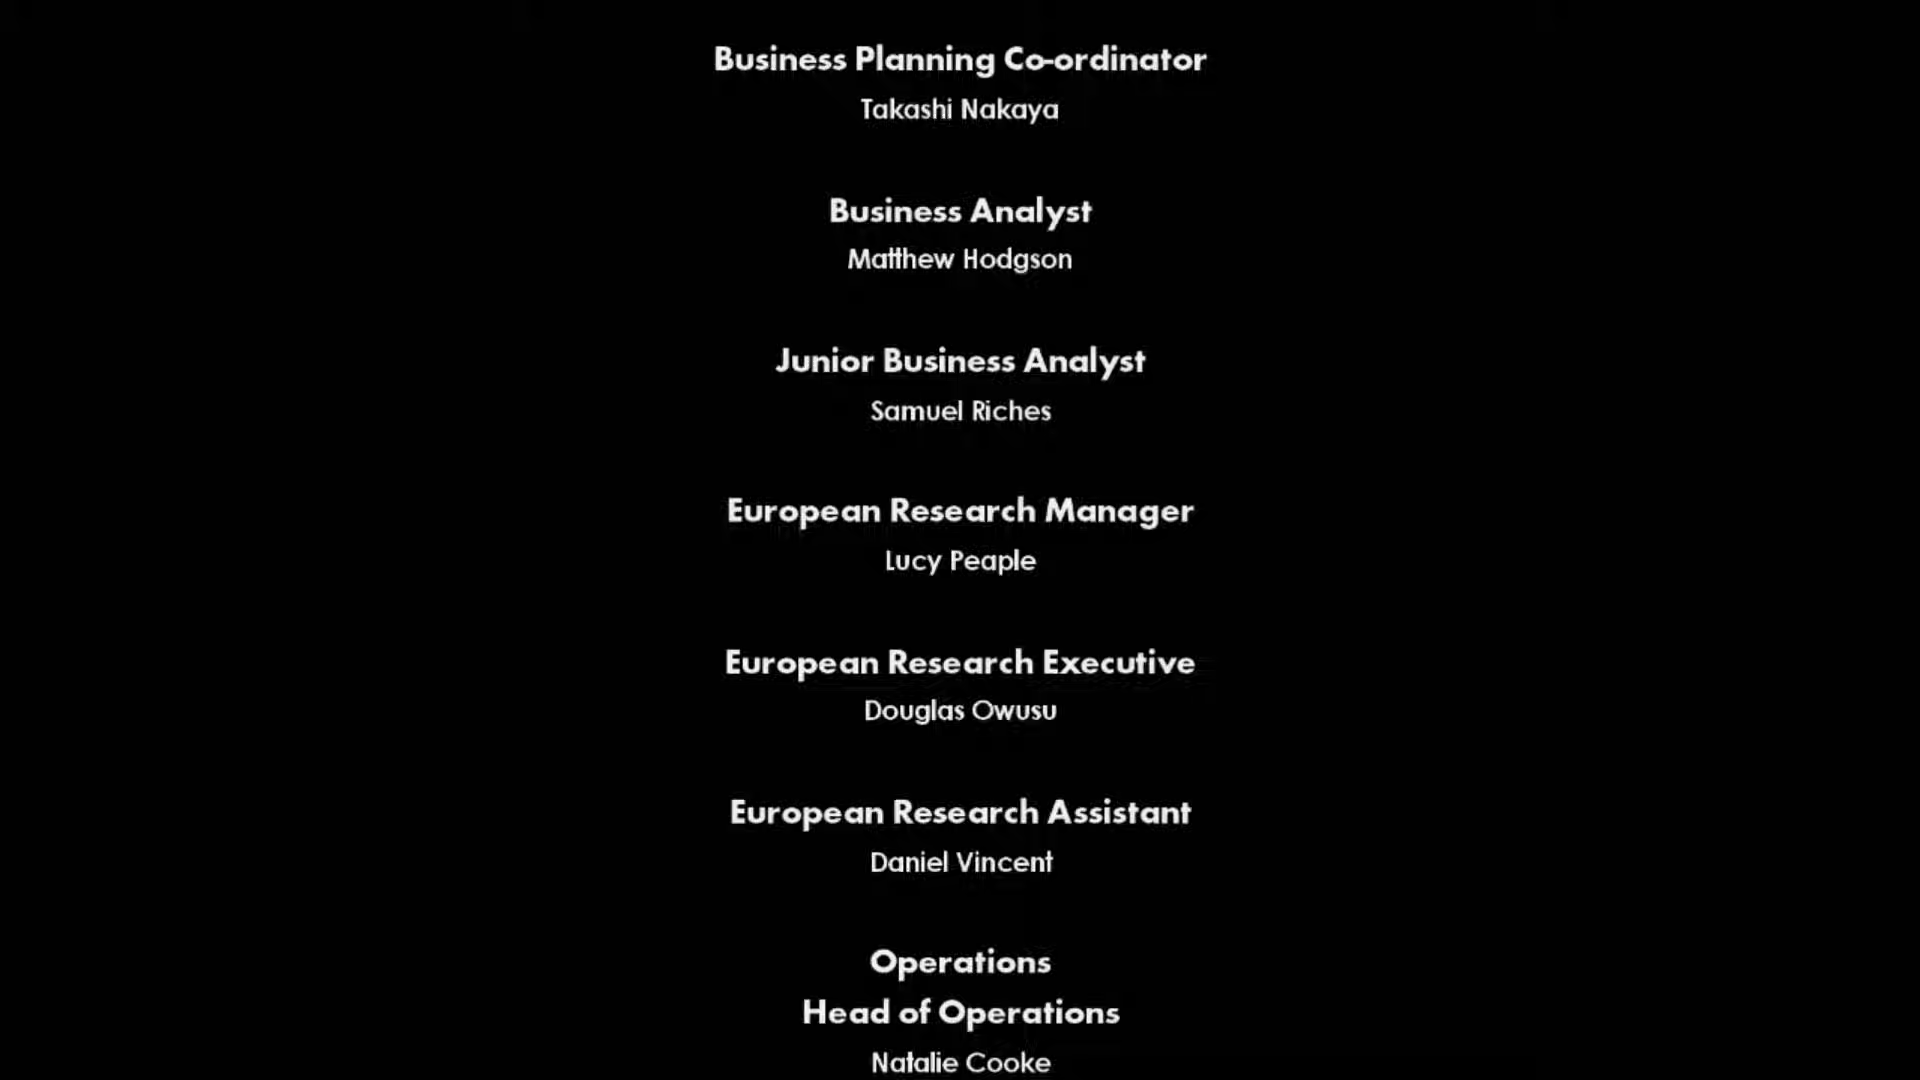 Business Planning Co-ordinator
Takashi Nakaya
Business Analyst
Matthew Hodgson
Junior Business Analyst
Samuel Riches
European Research Manager
Lucy Peaple
European Research Executive
Douglas Owusu
European Research Assistant
Daniel Vincent
Operations
Head of Operations
Natalie Cooke